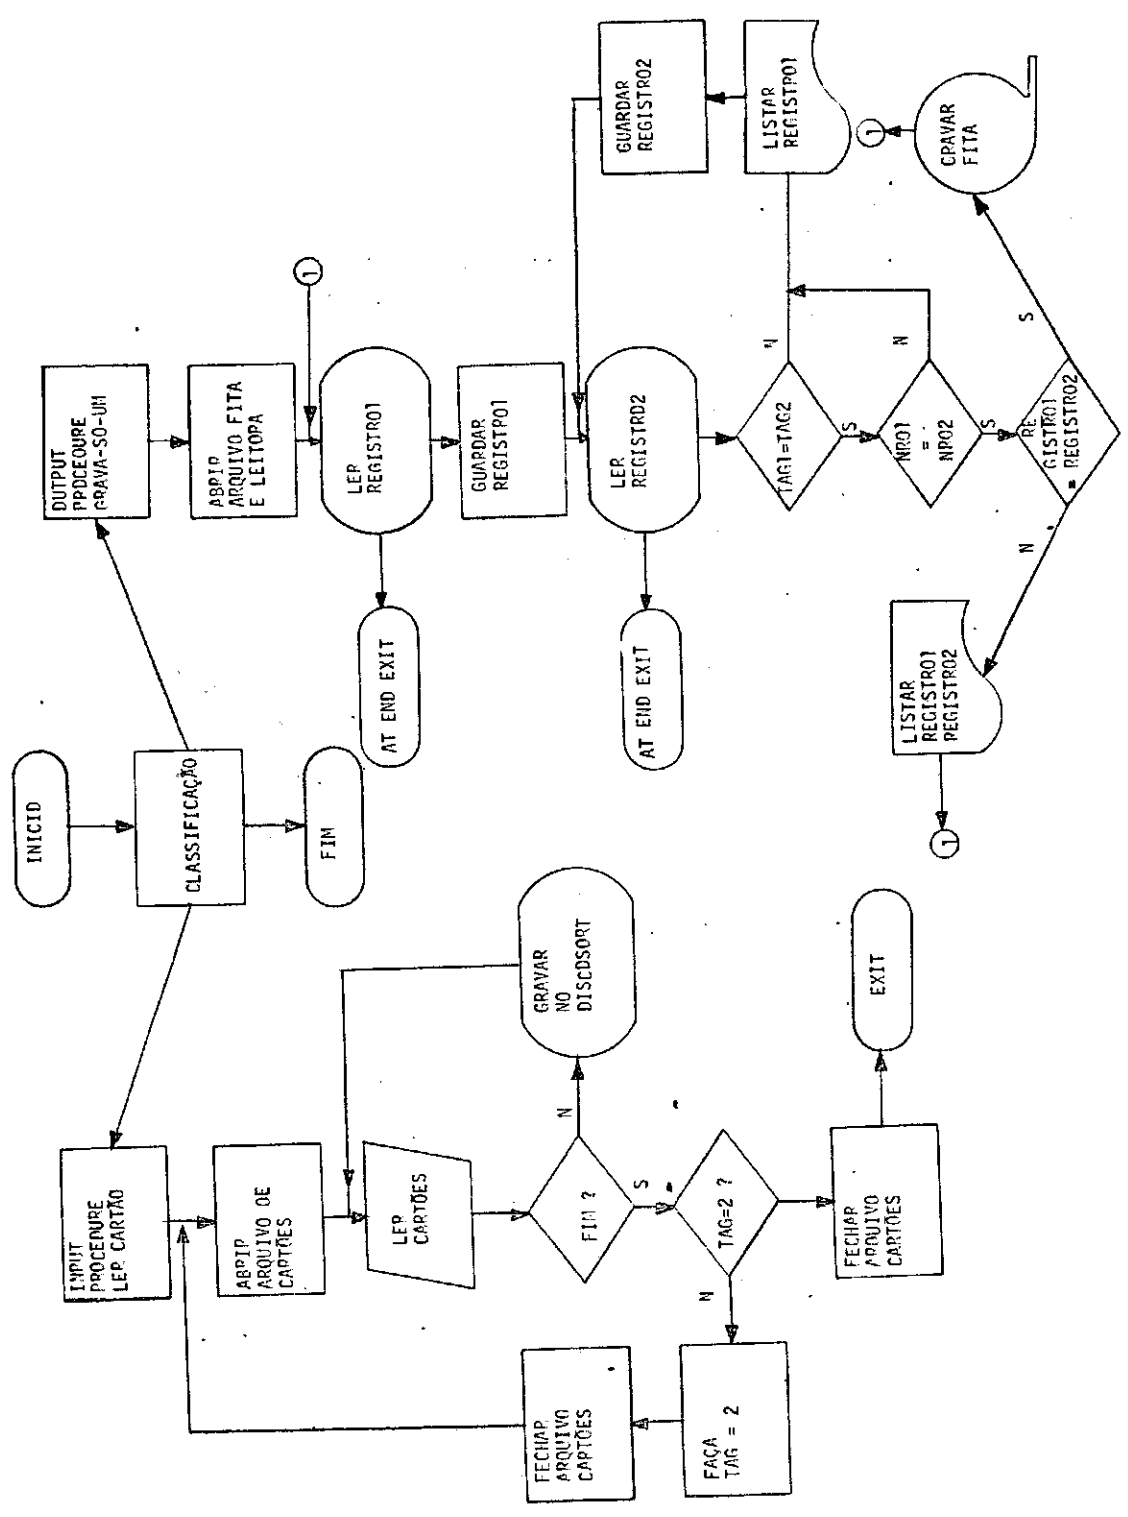 INICIO
CLASSIFICAÇÃO
FIM
INPUT
PROCEDURE
LER CARTÃO
ABRIR
ARQUIVO DE
CARTÕES
LER
CARTÕES
FIM ?
N
GRAVAR
NO
DISCDSORT
S
TAG=2 ?
N
FAÇA
TAG = 2
FECHAR
ARQUIVO
CARTÕES
FECHAR
ARQUIVO
CARTÕES
EXIT
OUTPUT
PROCEDURE
GRAVA-SO-UM
ABRIR
ARQUIVO FITA
E LEITORA
1
LER
REGISTRO1
AT END EXIT
GUARDAR
REGISTRO1
LER
REGISTRO2
AT END EXIT
TAG1=TAG2
N
S
NRO1
=
NRO2
N
S
RE
GISTRO1
=
REGISTRO2
N
S
LISTAR
REGISTRO1
GUARDAR
REGISTRO2
GRAVAR
FITA
1
LISTAR
REGISTRO1
REGISTRO2
1